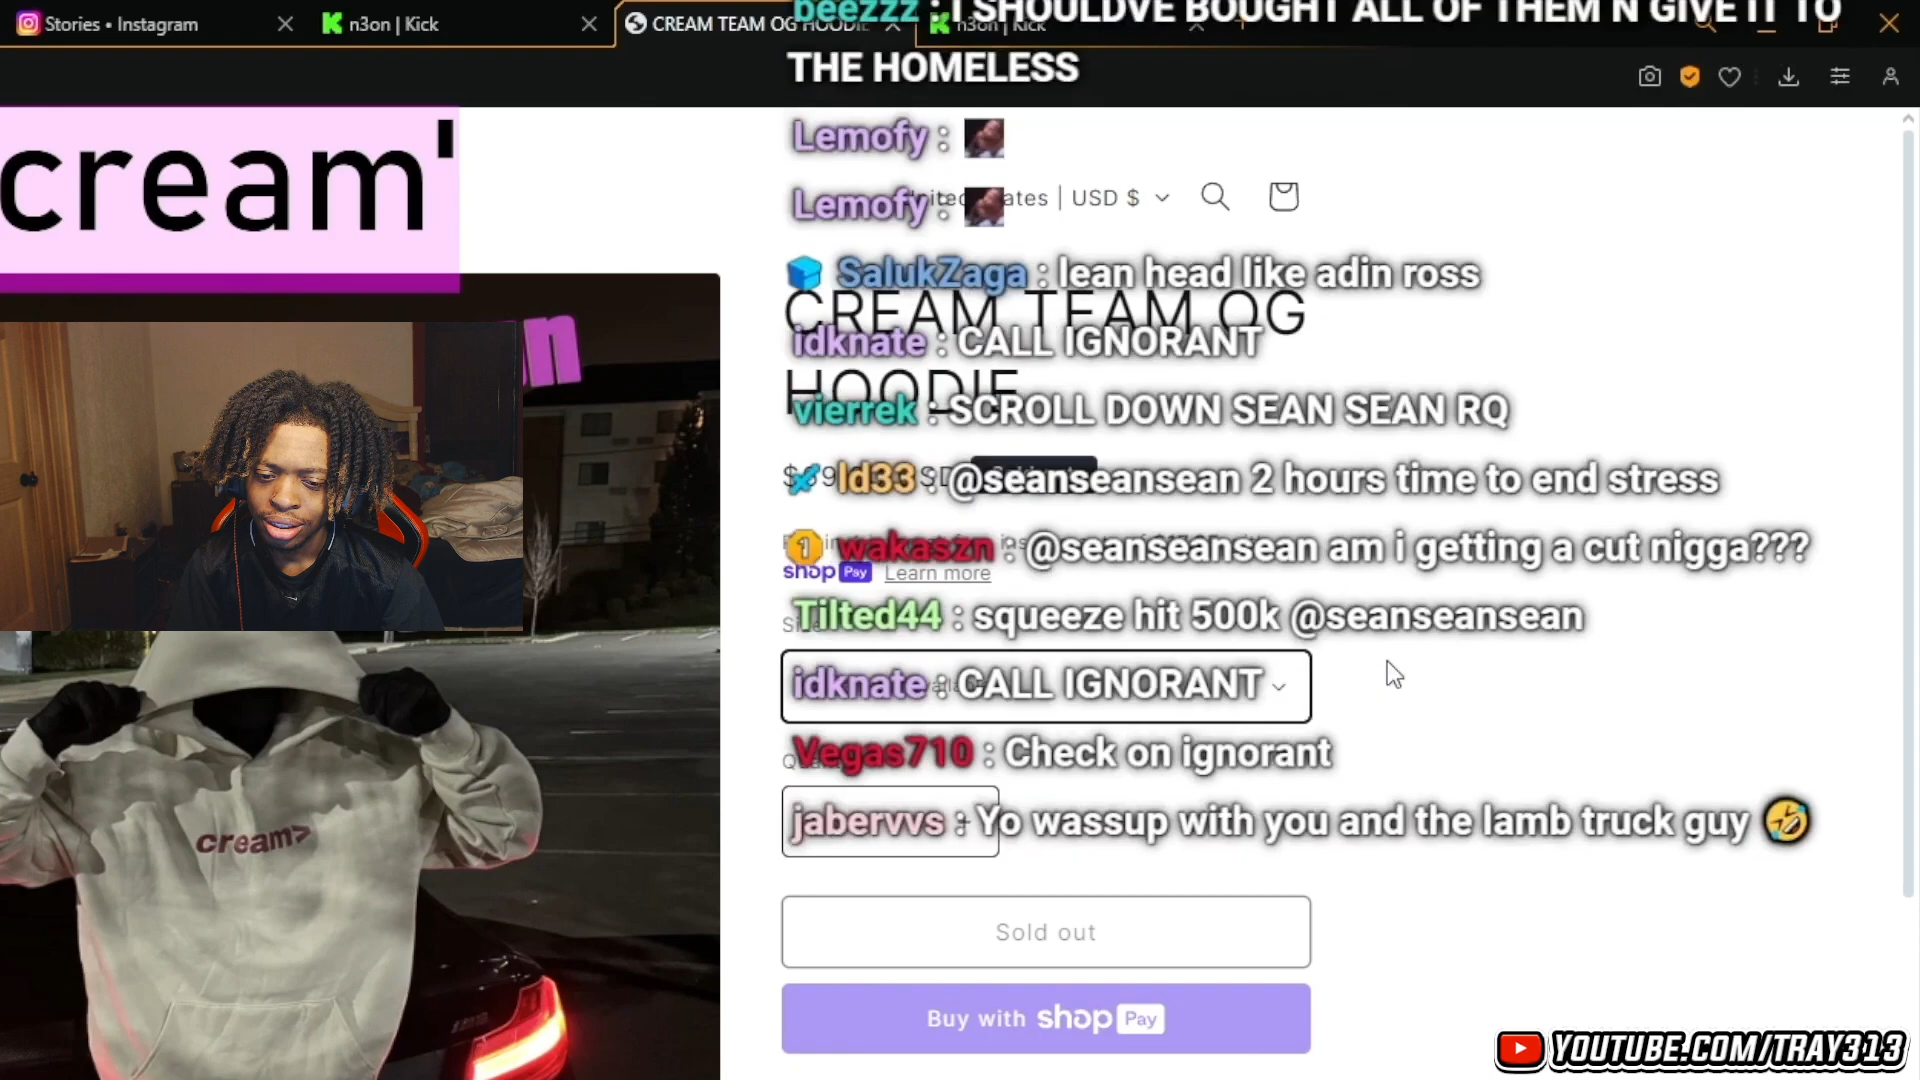 Stories • Instagram
n3on | Kick
CREAM TEAM OG HOODIE
n3on | Kick
beezzz : I SHOULDVE BOUGHT ALL OF THEM N GIVE IT TO
THE HOMELESS
cream'
Lemofy :
Lemofy :
| USD $
SalukZaga : lean head like adin ross
CREAM TEAM OG
idknate : CALL IGNORANT
HOODIE
vierrek : SCROLL DOWN SEAN SEAN RQ
ld33 : @seanseansean 2 hours time to end stress
wakaszn : @seanseansean am i getting a cut nigga???
shop Pay Learn more
Tilted44 : squeeze hit 500k @seanseansean
idknate : CALL IGNORANT
Vegas710 : Check on ignorant
jabervvs : Yo wassup with you and the lamb truck guy 🤣
cream>
Sold out
Buy with shop Pay
YOUTUBE.COM/TRAY313